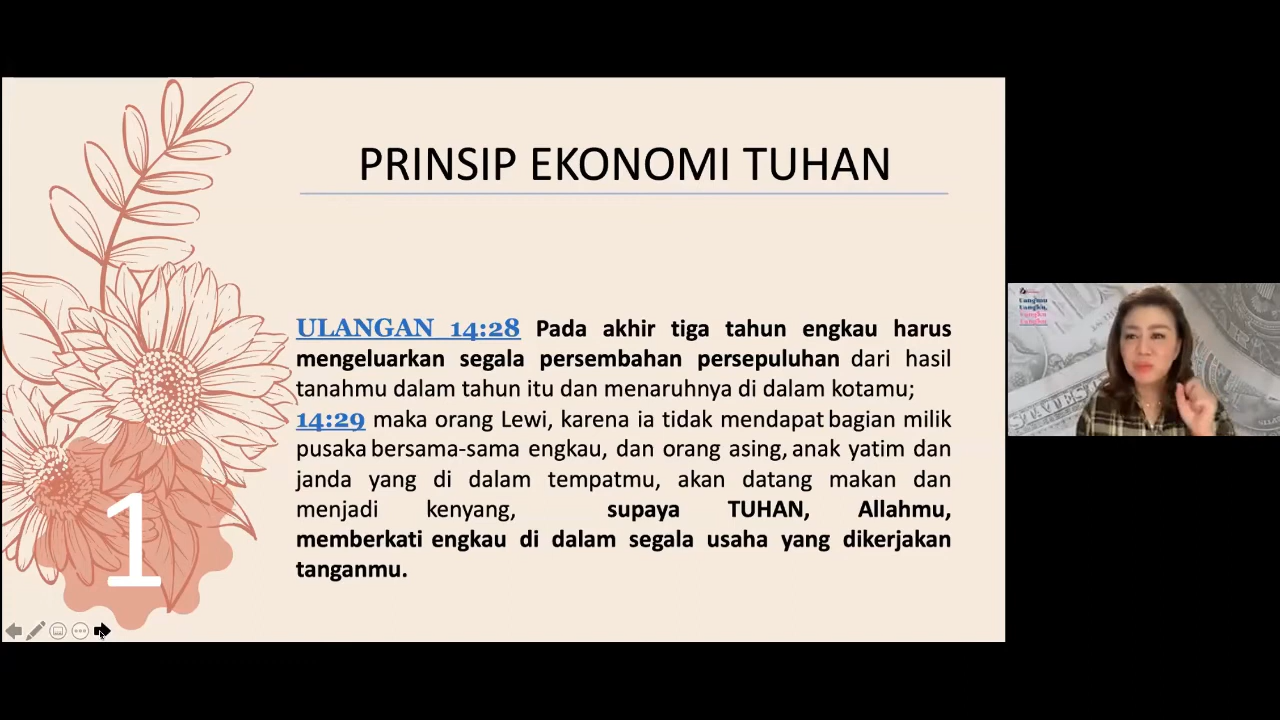 PRINSIP EKONOMI TUHAN
ULANGAN 14:28 Pada akhir tiga tahun engkau harus
mengeluarkan segala persembahan persepuluhan dari hasil
tanahmu dalam tahun itu dan menaruhnya di dalam kotamu;
14:29 maka orang Lewi, karena ia tidak mendapat bagian milik
pusaka bersama-sama engkau, dan orang asing, anak yatim dan
janda yang di dalam tempatmu, akan datang makan dan
menjadi kenyang, supaya TUHAN, Allahmu,
memberkati engkau di dalam segala usaha yang dikerjakan
tanganmu.
1
Uangmu
Uangku,